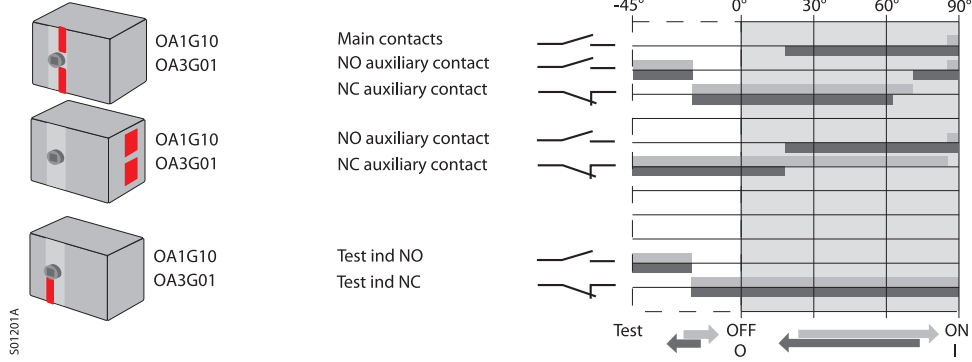 -45° 0° 30° 60° 90°
OA1G10 Main contacts
OA3G01 NO auxiliary contact
NC auxiliary contact
OA1G10 NO auxiliary contact
OA3G01 NC auxiliary contact
OA1G10 Test ind NO
OA3G01 Test ind NC
S01201A
Test OFF ON
O I